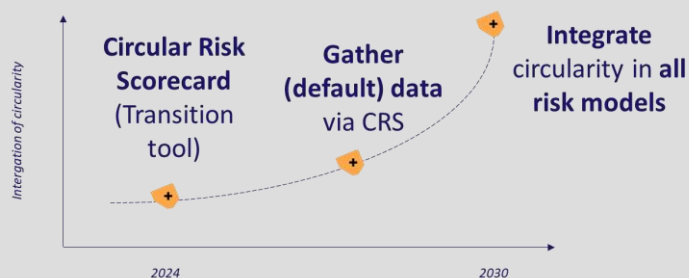 Intergation of circularity
Circular Risk
Scorecard
(Transition
tool)
Gather
(default) data
via CRS
Integrate
circularity in all
risk models
2024
2030